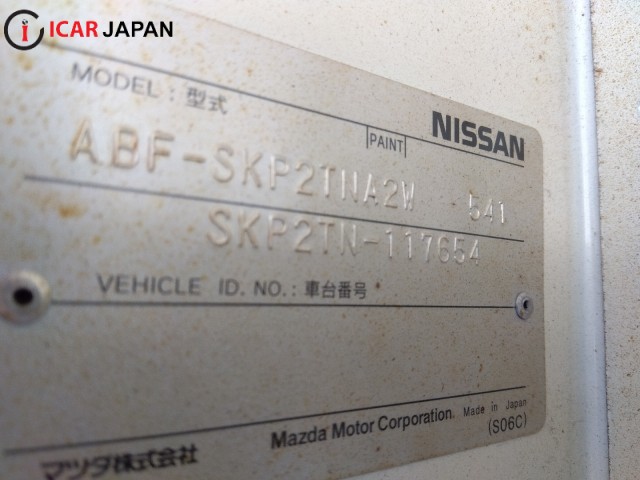 ICAR JAPAN
NISSAN
MODEL : 型式
PAINT
ABF-SKP2TNA2W 541
SKP2TN-117654
VEHICLE ID. NO. : 車台番号
Mazda Motor Corporation. Made in Japan
(S06C)
マツダ株式会社